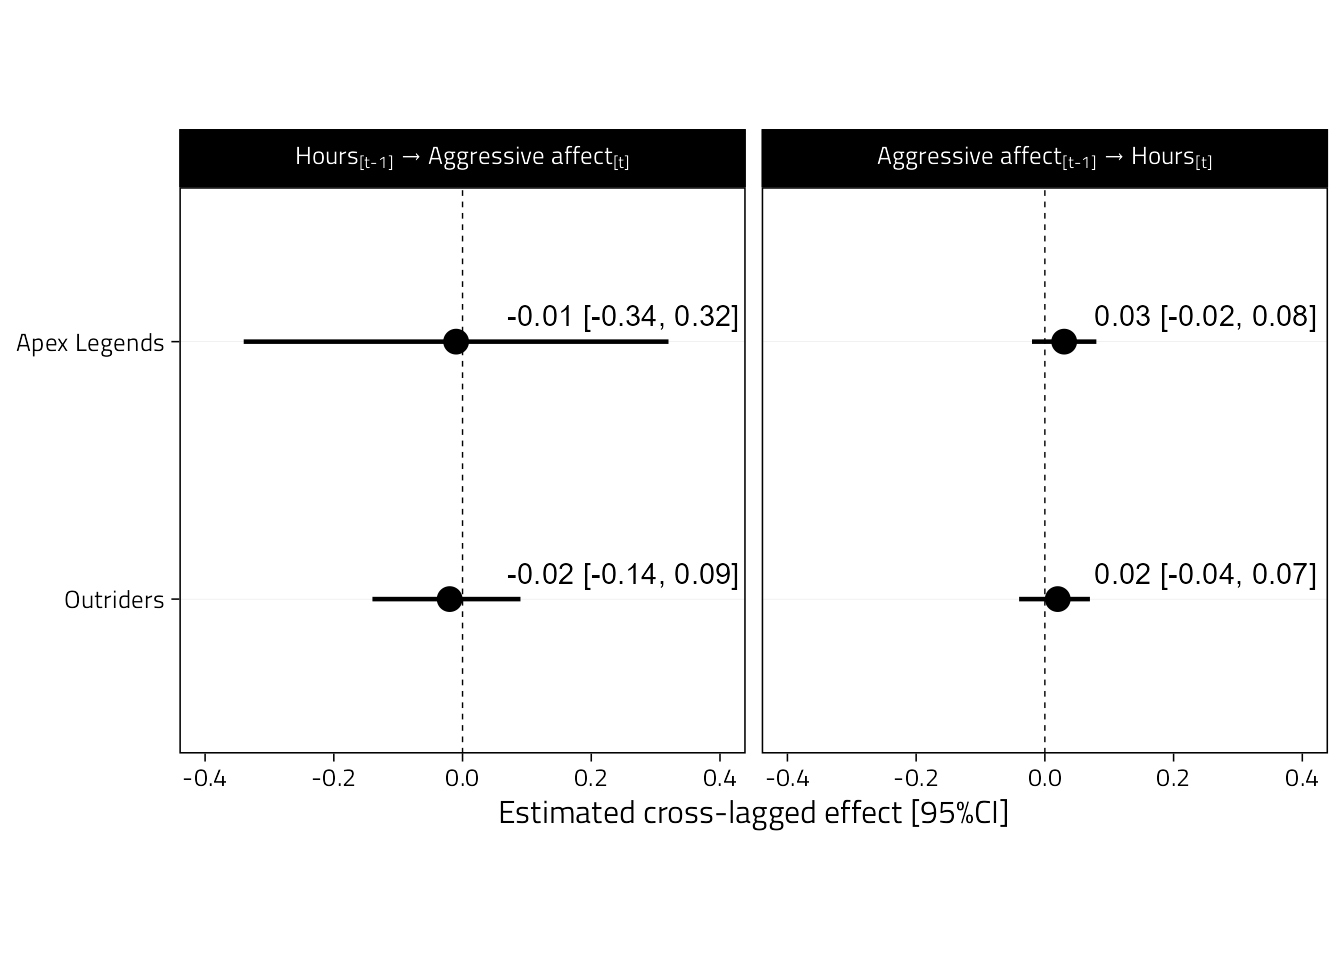 Hours[t-1] → Aggressive affect[t]
Aggressive affect[t-1] → Hours[t]
Apex Legends
-0.01 [-0.34, 0.32]
0.03 [-0.02, 0.08]
Outriders
-0.02 [-0.14, 0.09]
0.02 [-0.04, 0.07]
-0.4 -0.2 0.0 0.2 0.4
-0.4 -0.2 0.0 0.2 0.4
Estimated cross-lagged effect [95%CI]